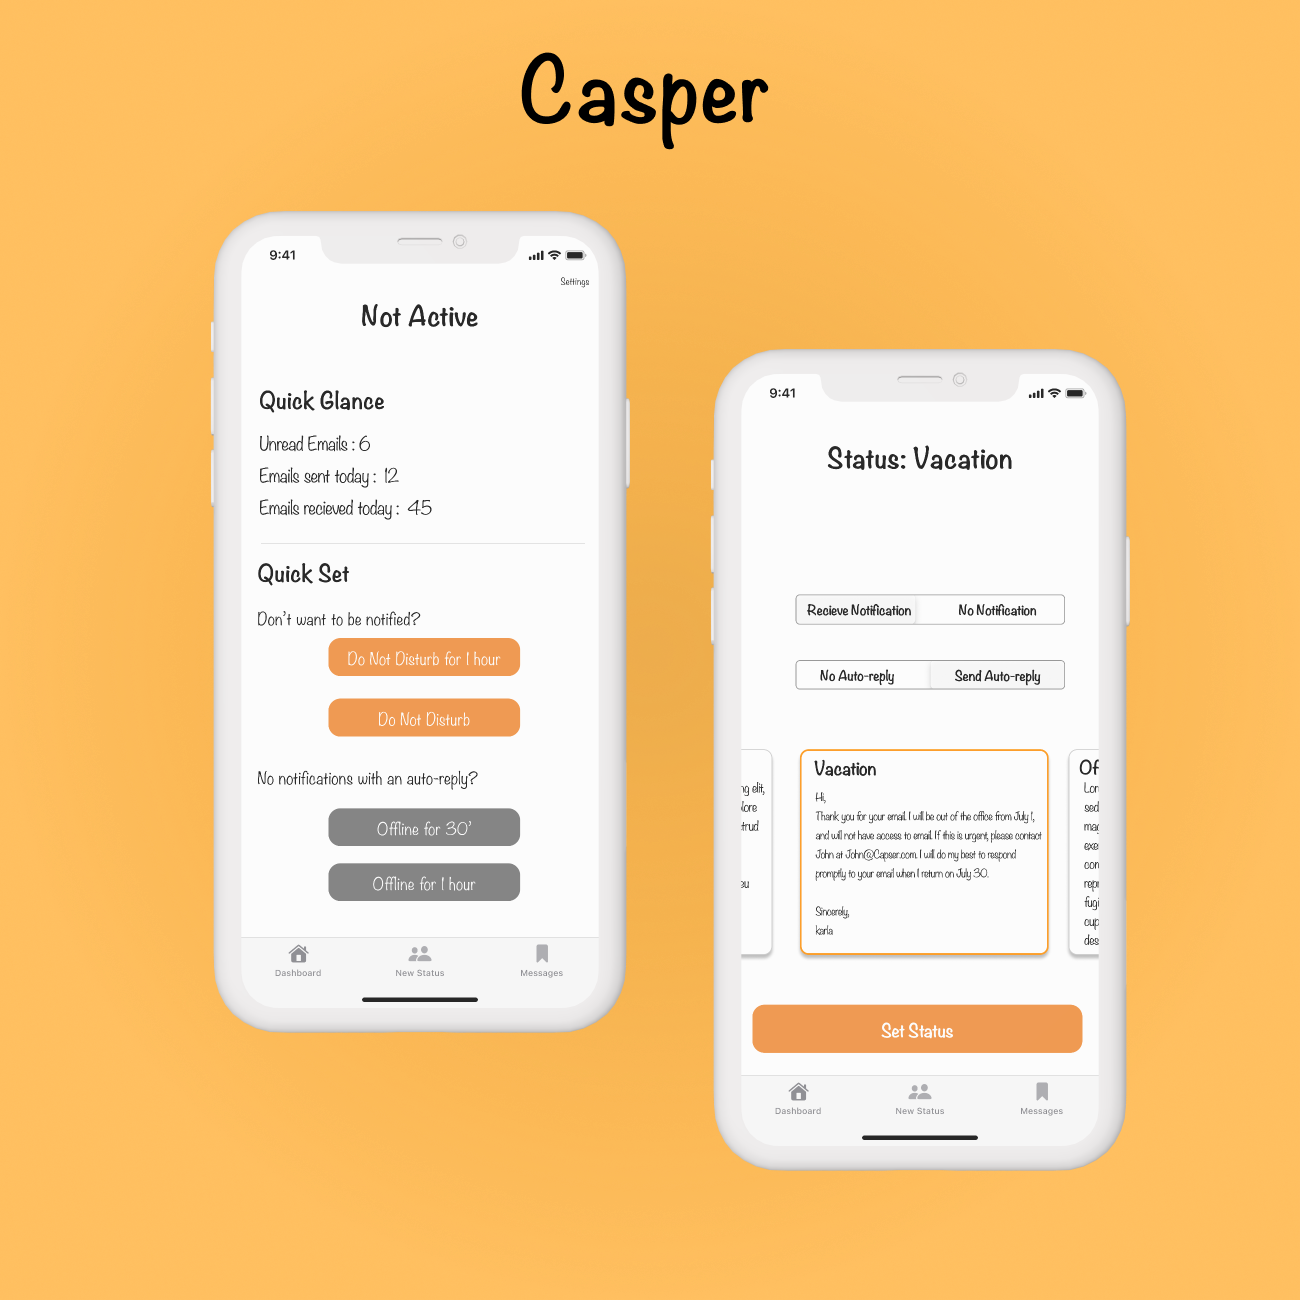 Casper
9:41
Settings
Not Active
Quick Glance
Unread Emails : 6
Emails sent today : 12
Emails recieved today : 45
Quick Set
Don't want to be notified?
Do Not Disturb for 1 hour
Do Not Disturb
No notifications with an auto-reply?
Offline for 30'
Offline for 1 hour
Dashboard
New Status
Messages
9:41
Status: Vacation
Recieve Notification
No Notification
No Auto-reply
Send Auto-reply
ng elit,
lore
trud
eu
Vacation
Hi,
Thank you for your email. I will be out of the office from July 1,
and will not have access to email. If this is urgent, please contact
John at John@Capser.com. I will do my best to respond
promptly to your email when I return on July 30.
Sincerely,
karla
Of
Lor
sed
mag
exe
con
repr
fugi
cup
des
Set Status
Dashboard
New Status
Messages